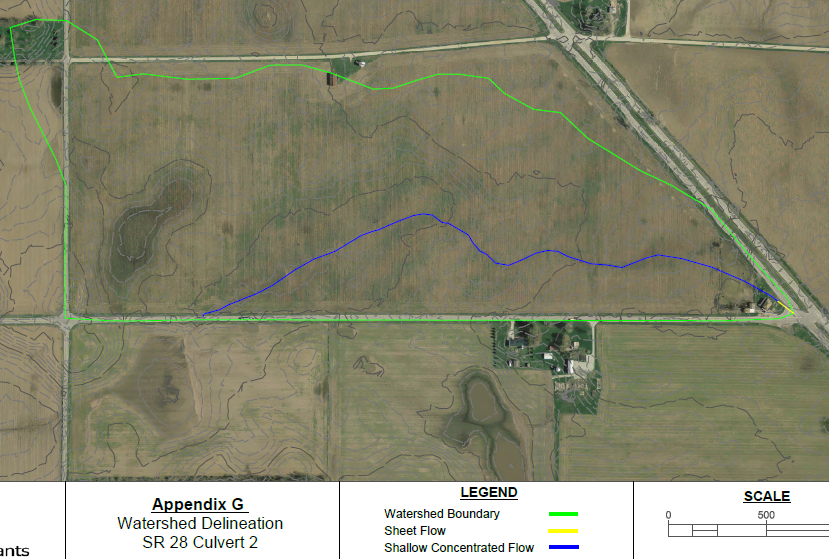 ants
Appendix G
Watershed Delineation
SR 28 Culvert 2
LEGEND
Watershed Boundary
Sheet Flow
Shallow Concentrated Flow
SCALE
0 500